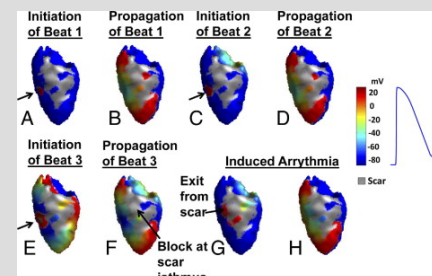 Initiation of Beat 1
Propagation of Beat 1
Initiation of Beat 2
Propagation of Beat 2
A
B
C
D
mV
20
0
-20
-40
-60
-80
Scar
Initiation of Beat 3
Propagation of Beat 3
Induced Arrythmia
Exit from scar
E
F
G
H
Block at scar